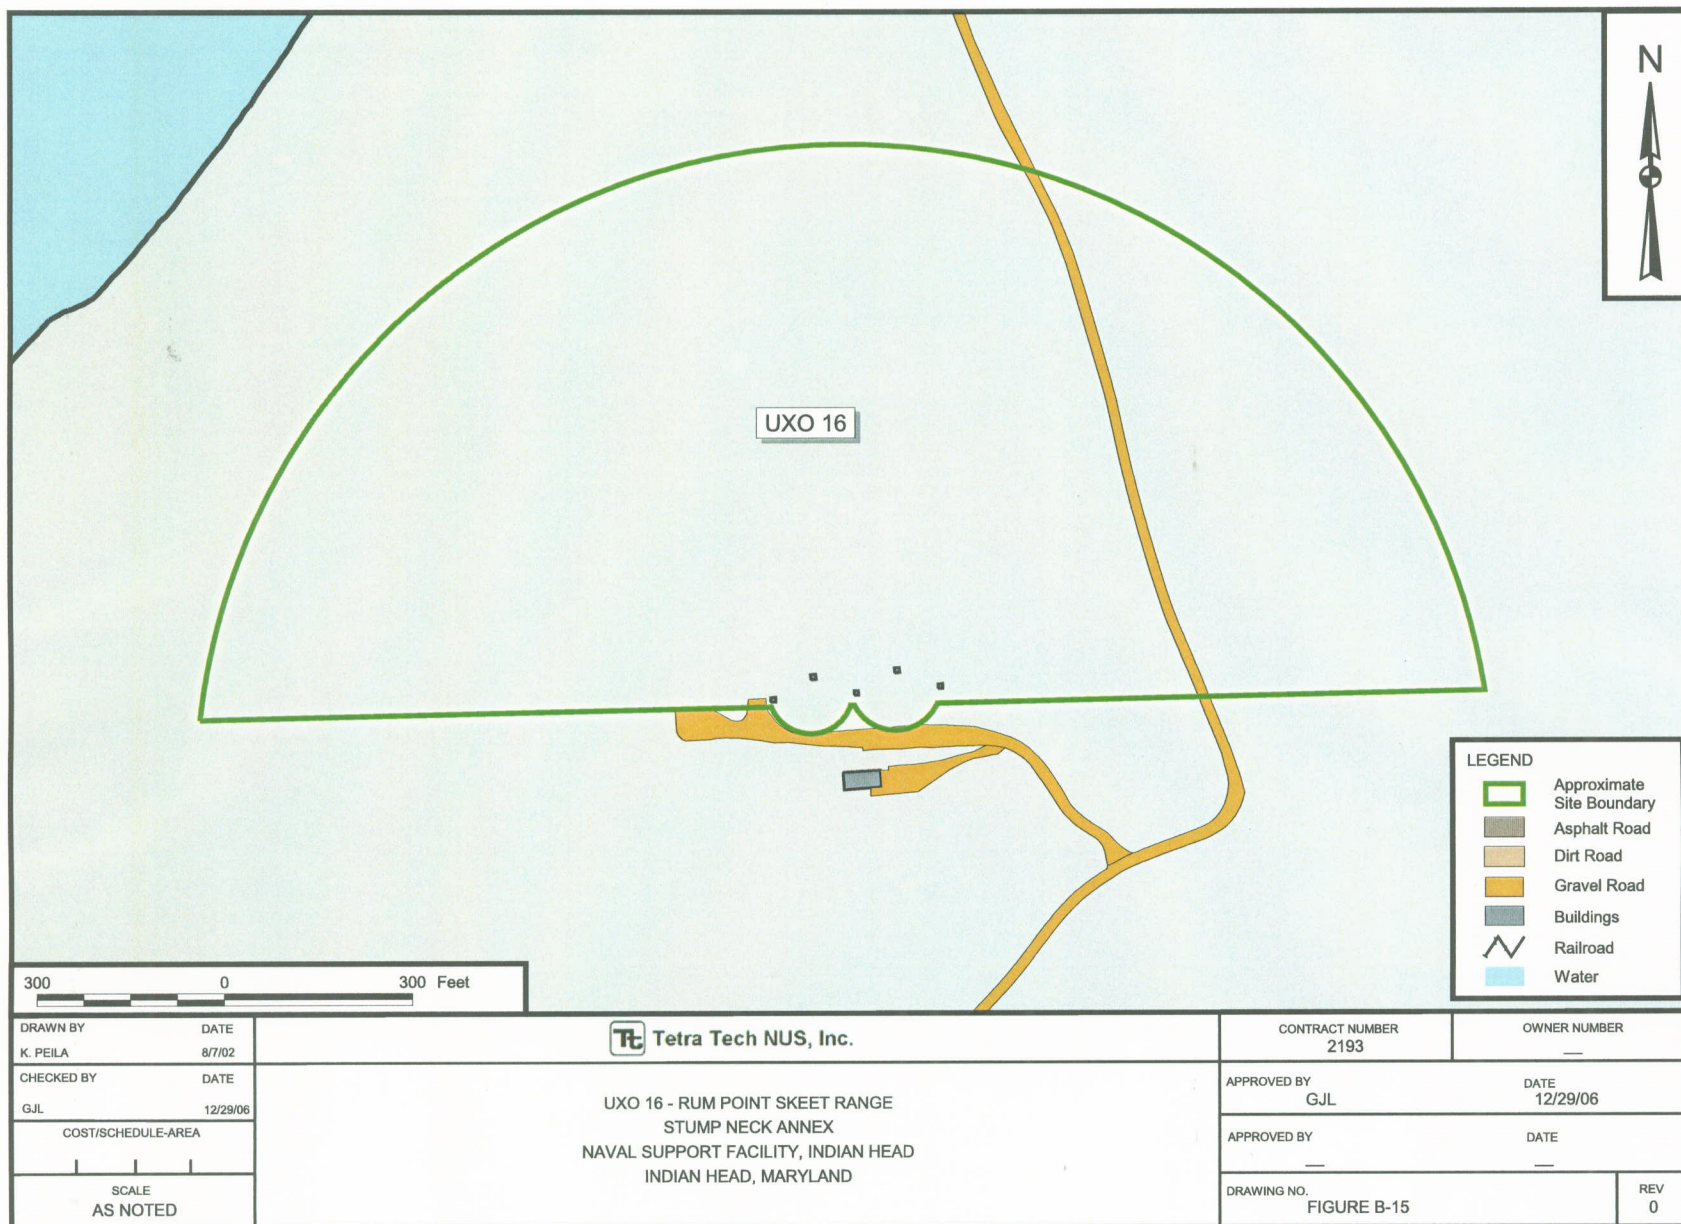 N
UXO 16
LEGEND
Approximate
Site Boundary
Asphalt Road
Dirt Road
Gravel Road
Buildings
Railroad
Water
300 0 300 Feet
DRAWN BY DATE
K. PEILA 8/7/02
CHECKED BY DATE
GJL 12/29/06
COST/SCHEDULE-AREA
SCALE
AS NOTED
Tt Tetra Tech NUS, Inc.
UXO 16 - RUM POINT SKEET RANGE
STUMP NECK ANNEX
NAVAL SUPPORT FACILITY, INDIAN HEAD
INDIAN HEAD, MARYLAND
CONTRACT NUMBER
2193
OWNER NUMBER
—
APPROVED BY DATE
GJL 12/29/06
APPROVED BY DATE
— —
DRAWING NO.
FIGURE B-15
REV
0